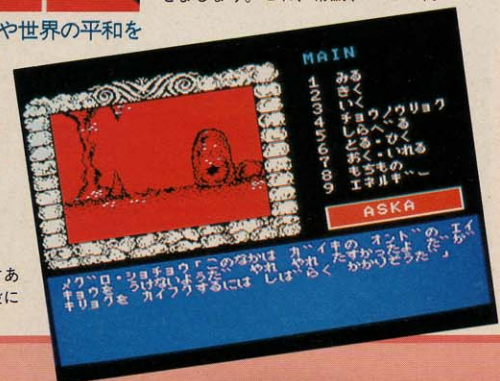 や世界の平和を
MAIN
1 みる
2 きく
3 いく
4 チョウノウリョク
5 しらべる
6 とる・ひく
7 おく・いれる
8 もちもの
9 エネルギー
ASKA
メグロ・ショチョウ「このなかは ガイキの オンドの エイ
キョウを うけないようだ やれ やれ たすかったよ だが
キリョクを カイフクするには しばらく かかりそうだ」
あ
に